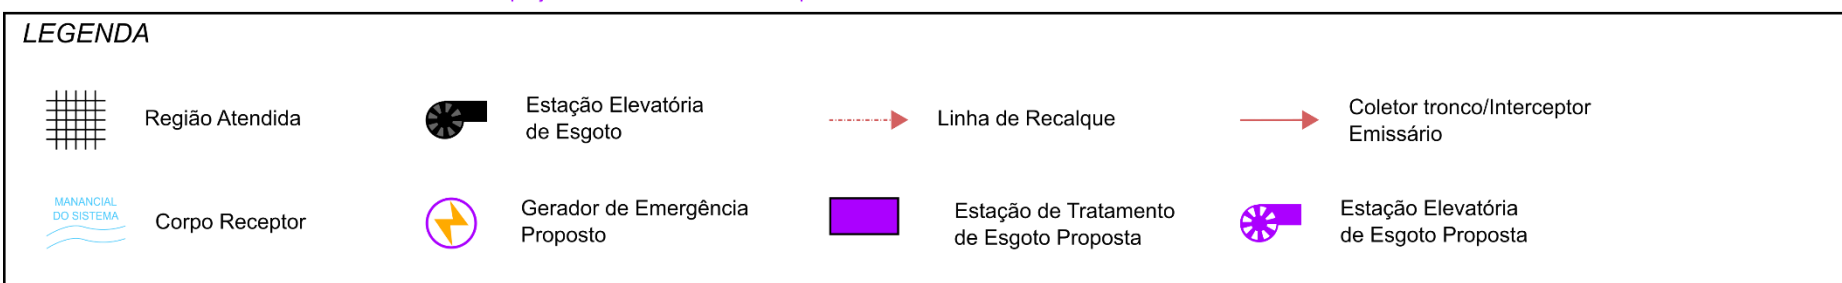 LEGENDA
Região Atendida
Estação Elevatória
de Esgoto
Linha de Recalque
Coletor tronco/Interceptor
Emissário
MANANCIAL
DO SISTEMA
Corpo Receptor
Gerador de Emergência
Proposto
Estação de Tratamento
de Esgoto Proposta
Estação Elevatória
de Esgoto Proposta